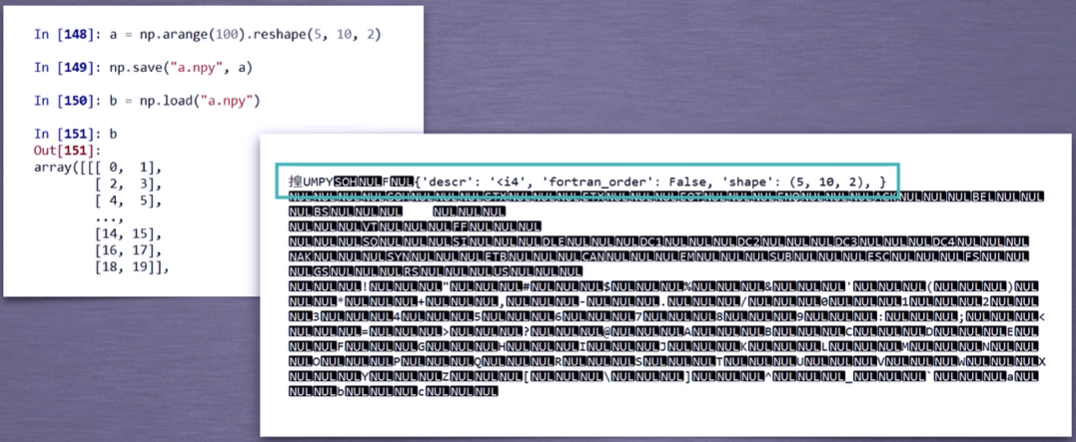 In [148]: a = np.arange(100).reshape(5, 10, 2)
In [149]: np.save("a.npy", a)
In [150]: b = np.load("a.npy")
In [151]: b
Out[151]:
array([[[ 0, 1],
[ 2, 3],
[ 4, 5],
...,
[14, 15],
[16, 17],
[18, 19]],
揘UMPYSOHNULFNUL{'descr': '<i4', 'fortran_order': False, 'shape': (5, 10, 2), }
NULNULNULNULSOHNULNULNULSTXNULNULNULETXNULNULNULEOTNULNULNULENQNULNULNULACKNULNULNULBELNULNUL
NULBSNULNULNUL NULNULNUL
NULNULNULVTNULNULNULFFNULNULNUL
NULNULNULSONULNULNULSINULNULNULDLENULNULNULDC1NULNULNULDC2NULNULNULDC3NULNULNULDC4NULNULNUL
NAKNULNULNULSYNNULNULNULETBNULNULNULCANNULNULNULEMNULNULNULSUBNULNULNULESCNULNULNULFSNULNUL
NULGSNULNULNULRSNULNULNULUSNULNULNUL
NULNULNUL!NULNULNUL"NULNULNUL#NULNULNUL$NULNULNUL%NULNULNUL&NULNULNUL'NULNULNUL(NULNULNUL)NUL
NULNUL*NULNULNUL+NULNULNUL,NULNULNUL-NULNULNUL.NULNULNUL/NULNULNUL0NULNULNUL1NULNULNUL2NUL
NULNUL3NULNULNUL4NULNULNUL5NULNULNUL6NULNULNUL7NULNULNUL8NULNULNUL9NULNULNUL:NULNULNUL;NULNULNUL<
NULNULNUL=NULNULNUL>NULNULNUL?NULNULNUL@NULNULNULANULNULNULBNULNULNULCNULNULNULDNULNULNULENUL
NULNULFNULNULNULGNULNULNULHNULNULNULINULNULNULJNULNULNULKNULNULNULLNULNULNULMNULNULNULNNUL
NULNULONULNULNULPNULNULNULQNULNULNULRNULNULNULSNULNULNULTNULNULNULUNULNULNULVNULNULNULWNULNULNULX
NULNULNULYNULNULNULZNULNULNUL[NULNULNUL\NULNULNUL]NULNULNUL^NULNULNUL_NULNULNUL`NULNULNULaNUL
NULNULbNULNULNULcNULNULNUL